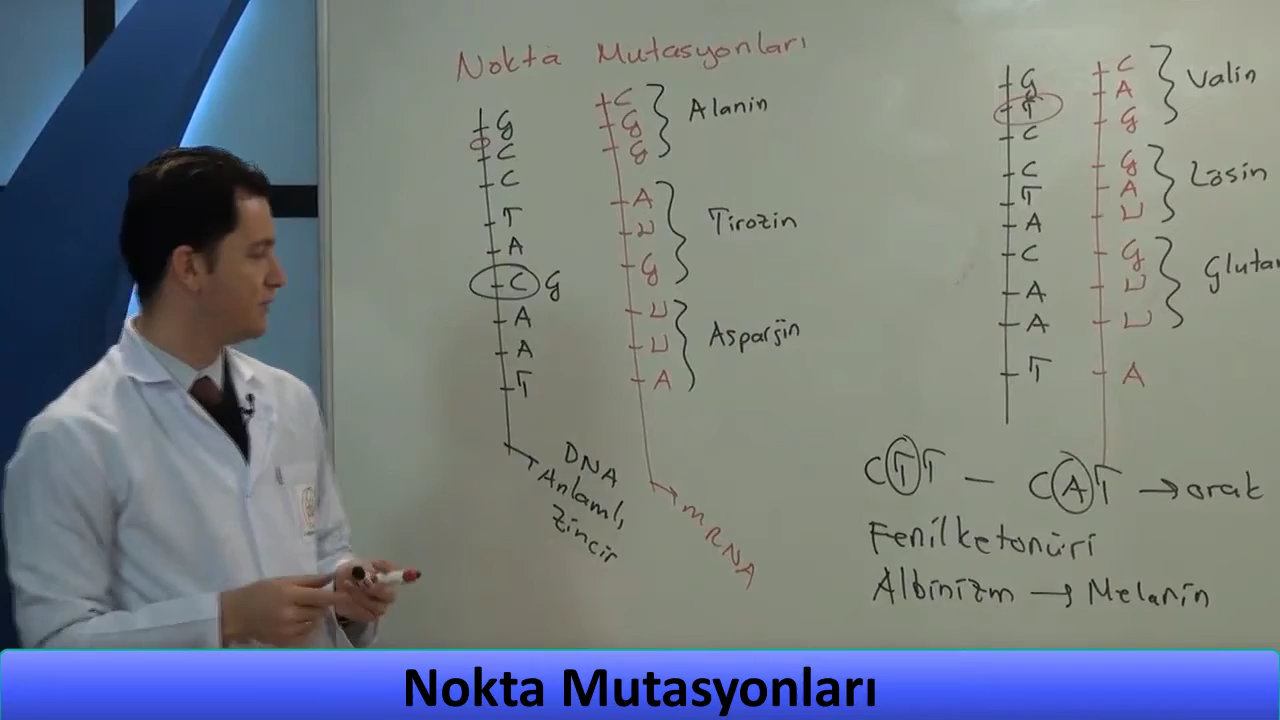 Nokta Mutasyonları
G
C
C
T
A
C G
A
A
T
DNA
Anlamlı
Zincir
C
G
G
A
U
G
U
U
A
mRNA
Alanin
Tirozin
Asparjin
G
T
C
C
T
A
C
A
A
T
C
A
G
G
A
U
G
U
U
A
Valin
Lösin
Glutam
CTT — CAT → orak
Fenilketonüri
Albinizm → Melanin
Nokta Mutasyonları